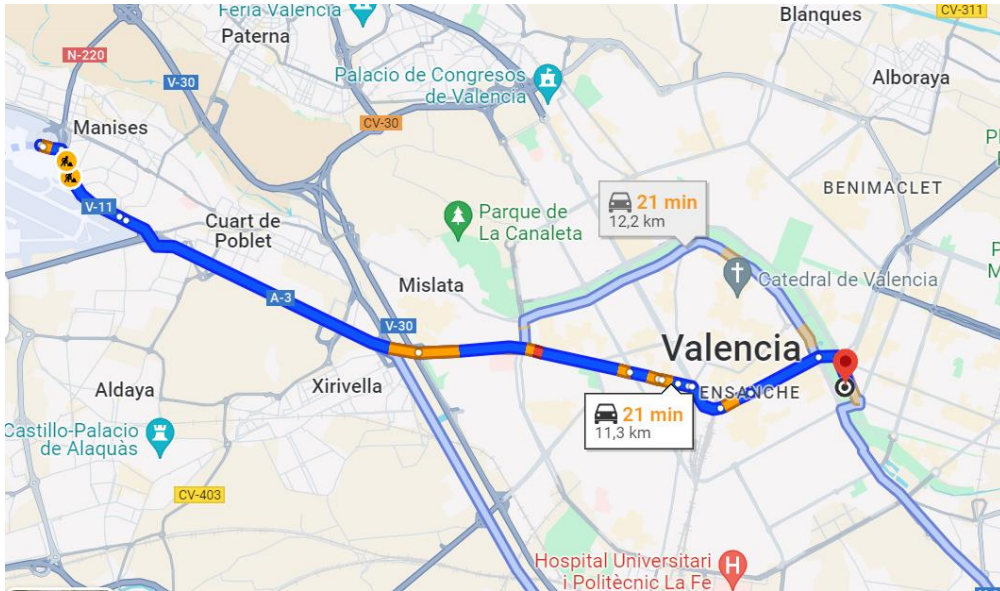 Feria Valencia
Paterna
Blanques
CV-311
N-220
V-30
Palacio de Congresos
de Valencia
Alboraya
CV-30
Manises
BENIMACLET
21 min
12,2 km
V-11
Cuart de
Poblet
Parque de
La Canaleta
Catedral de Valencia
Mislata
A-3
V-30
Valencia
Aldaya
Xirivella
ENSANCHE
21 min
11,3 km
Castillo-Palacio
de Alaquàs
CV-403
Hospital Universitari
i Politècnic La Fe
H